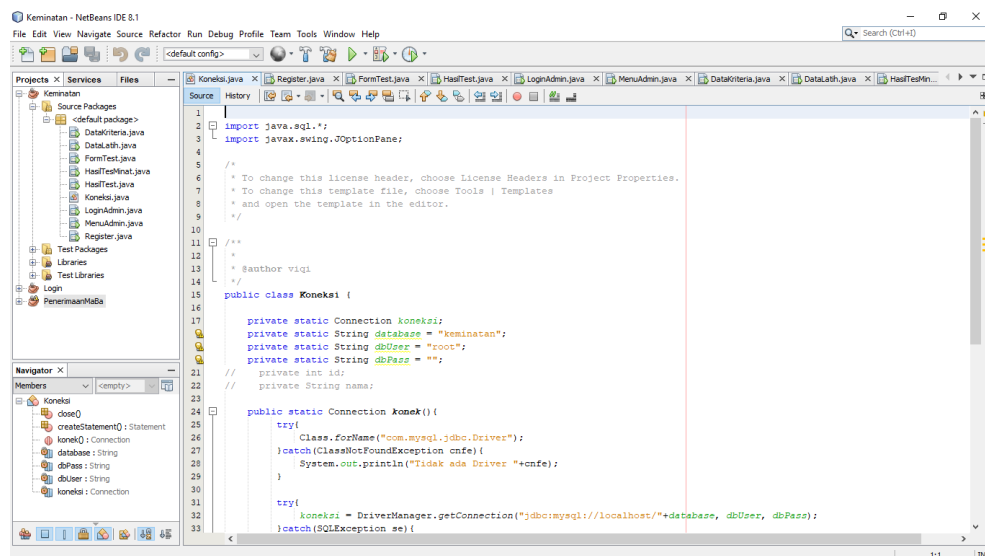 Keminatan - NetBeans IDE 8.1
File Edit View Navigate Source Refactor Run Debug Profile Team Tools Window Help
Search (Ctrl+I)
<default config>
Projects Services Files
Koneksi.java Register.java FormTest.java HasilTest.java LoginAdmin.java MenuAdmin.java DataKriteria.java DataLatih.java HasilTesMin...
Source History
Keminatan
Source Packages
<default package>
DataKriteria.java
DataLatih.java
FormTest.java
HasilTesMinat.java
HasilTest.java
Koneksi.java
LoginAdmin.java
MenuAdmin.java
Register.java
Test Packages
Libraries
Test Libraries
Login
PenerimaanMaBa
Navigator
Members <empty>
Koneksi
close()
createStatement() : Statement
konek() : Connection
database : String
dbPass : String
dbUser : String
koneksi : Connection
1
2 import java.sql.*;
3 import javax.swing.JOptionPane;
4
5 /*
6 * To change this license header, choose License Headers in Project Properties.
7 * To change this template file, choose Tools | Templates
8 * and open the template in the editor.
9 */
10
11 /**
12 *
13 * @author viqi
14 */
15 public class Koneksi {
16
17 private static Connection koneksi;
private static String database = "keminatan";
private static String dbUser = "root";
private static String dbPass = "";
21 // private int id;
22 // private String nama;
23
24 public static Connection konek(){
25 try{
26 Class.forName("com.mysql.jdbc.Driver");
27 }catch(ClassNotFoundException cnfe){
28 System.out.println("Tidak ada Driver "+cnfe);
29 }
30
31 try{
32 koneksi = DriverManager.getConnection("jdbc:mysql://localhost/"+database, dbUser, dbPass);
33 }catch(SQLException se){
1:1 IN